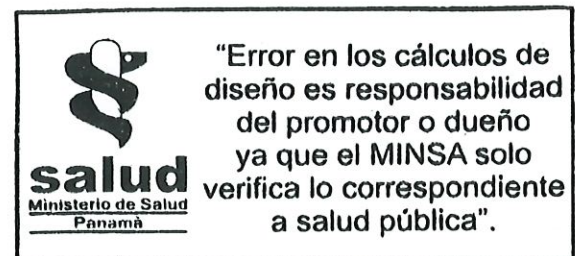 "Error en los cálculos de
diseño es responsabilidad
del promotor o dueño
ya que el MINSA solo
verifica lo correspondiente
a salud pública".
salud
Ministerio de Salud
Panamà